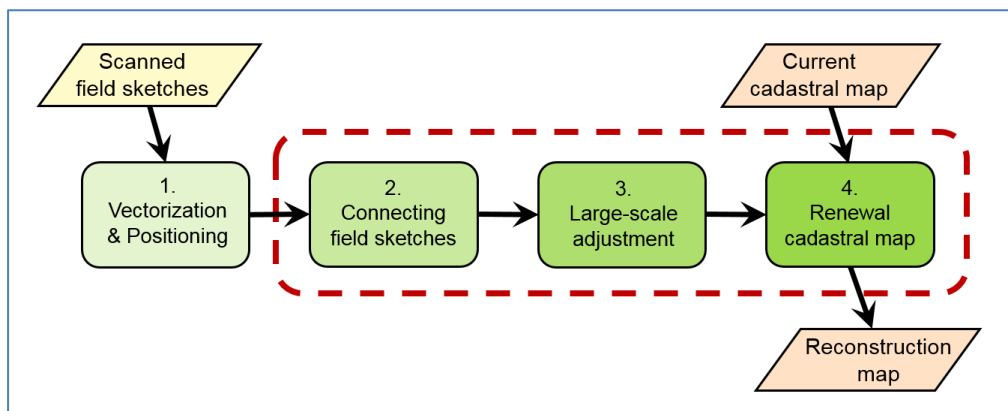 Scanned
field sketches
Current
cadastral map
1.
Vectorization
& Positioning
2.
Connecting
field sketches
3.
Large-scale
adjustment
4.
Renewal
cadastral map
Reconstruction
map